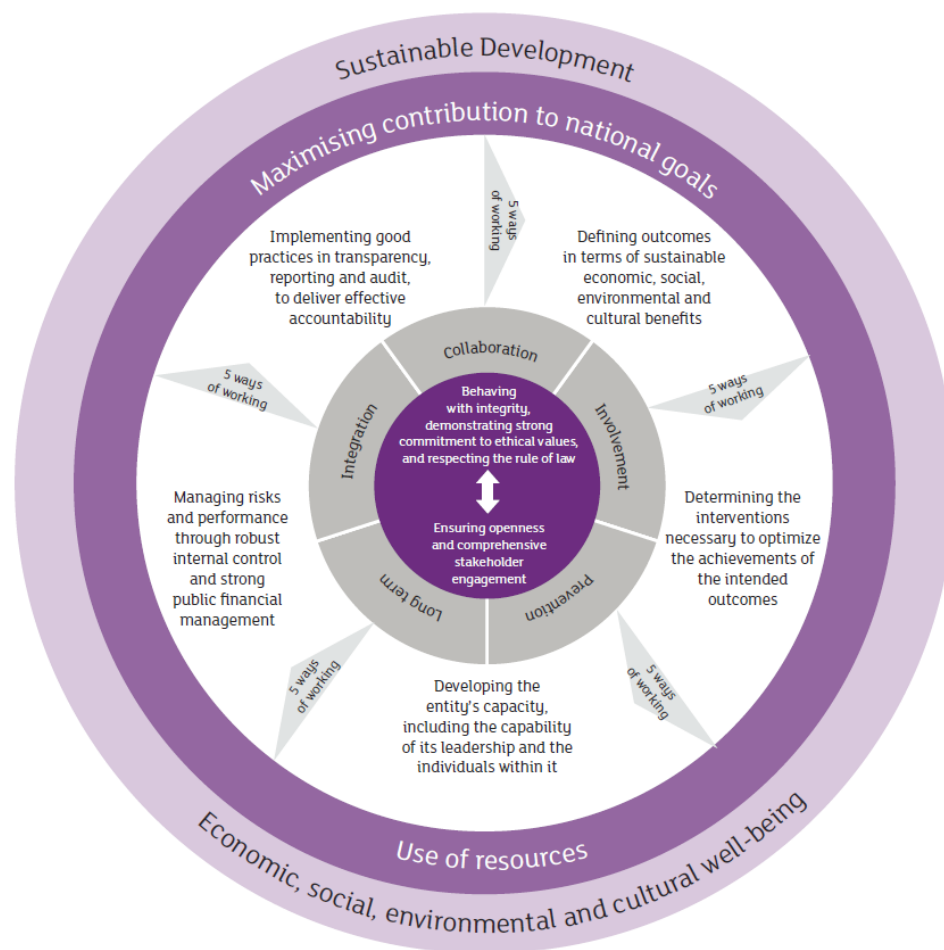 Sustainable Development
Maximising contribution to national goals
5 ways
of working
Implementing good
practices in transparency,
reporting and audit,
to deliver effective
accountability
Defining outcomes
in terms of sustainable
economic, social,
environmental and
cultural benefits
5 ways
of working
5 ways
of working
Collaboration
Integration
Involvement
Behaving
with integrity,
demonstrating strong
commitment to ethical values,
and respecting the rule of law
Ensuring openness
and comprehensive
stakeholder
engagement
Managing risks
and performance
through robust
internal control
and strong
public financial
management
Determining the
interventions
necessary to optimize
the achievements of
the intended
outcomes
Long term
Prevention
5 ways
of working
5 ways
of working
Developing the
entity's capacity,
including the capability
of its leadership and the
individuals within it
Use of resources
Economic, social, environmental and cultural well-being